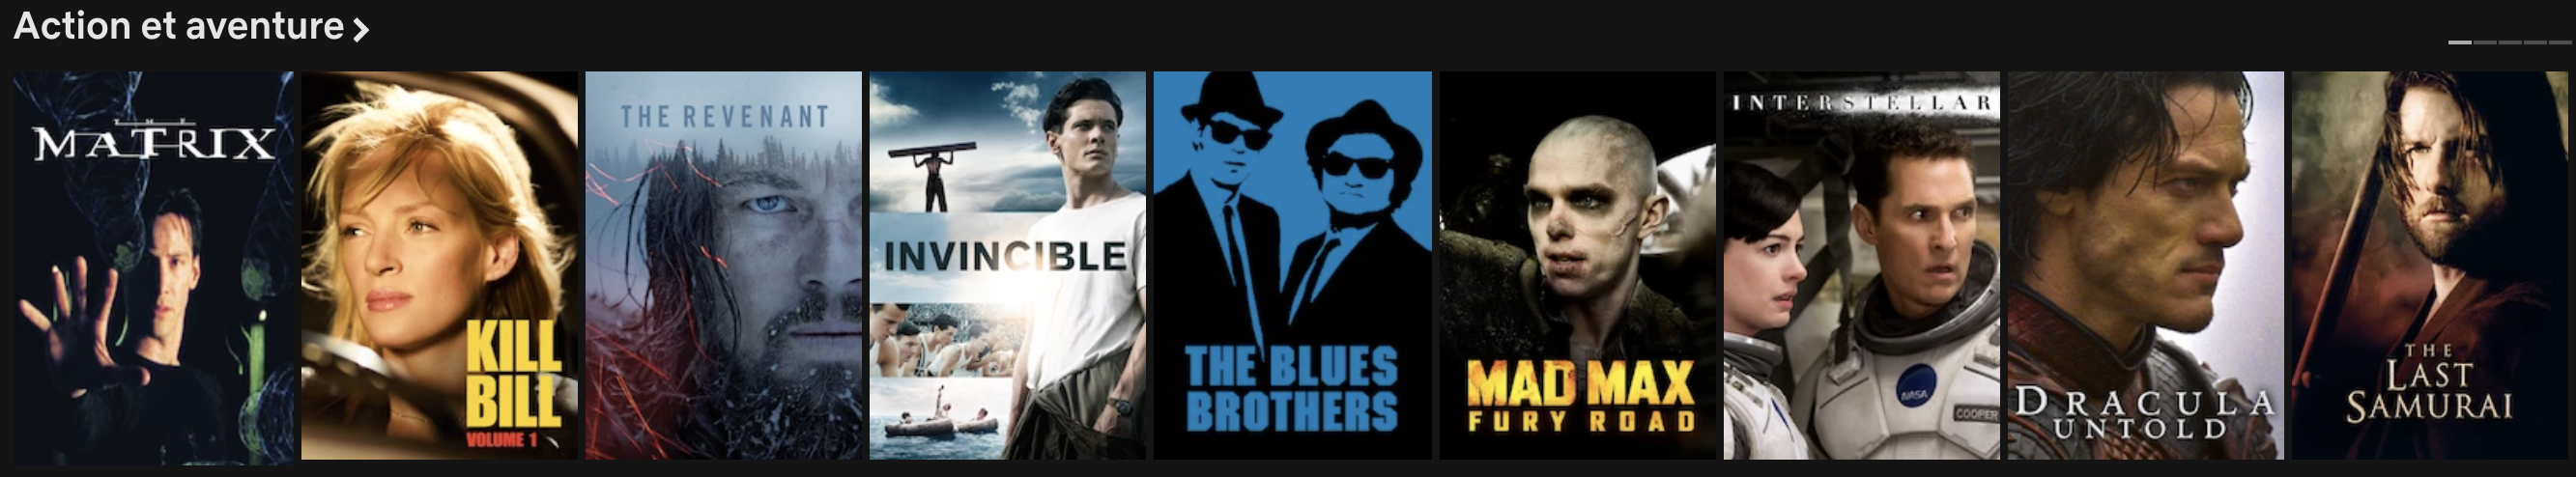 Action et aventure
THE
MATRIX
KILL
BILL
VOLUME 1
THE REVENANT
INVINCIBLE
THE BLUES
BROTHERS
MAD MAX
FURY ROAD
INTERSTELLAR
NASA
COOPER
DRACULA
UNTOLD
THE
LAST
SAMURAI